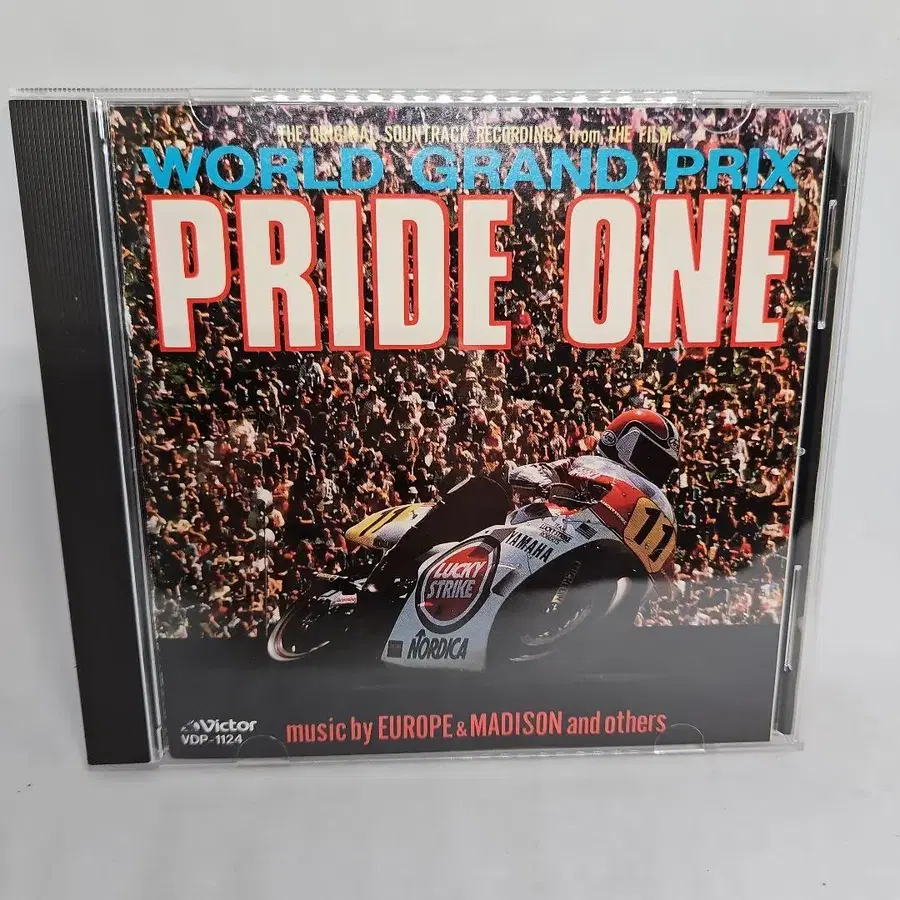 THE ORIGINAL SOUNTRACK RECORDINGS from THE FILM
WORLD GRAND PRIX
PRIDE ONE
11
YAMAHA
LUCKY
STRIKE
NORDICA
Victor
VDP-1124
music by EUROPE & MADISON and others